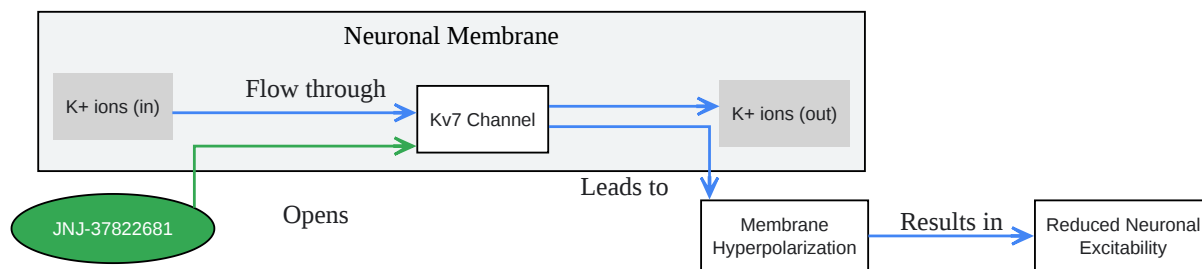 Neuronal Membrane
K+ ions (in)
Flow through
Kv7 Channel
K+ ions (out)
JNJ-37822681
Opens
Leads to
Membrane
Hyperpolarization
Results in
Reduced Neuronal
Excitability